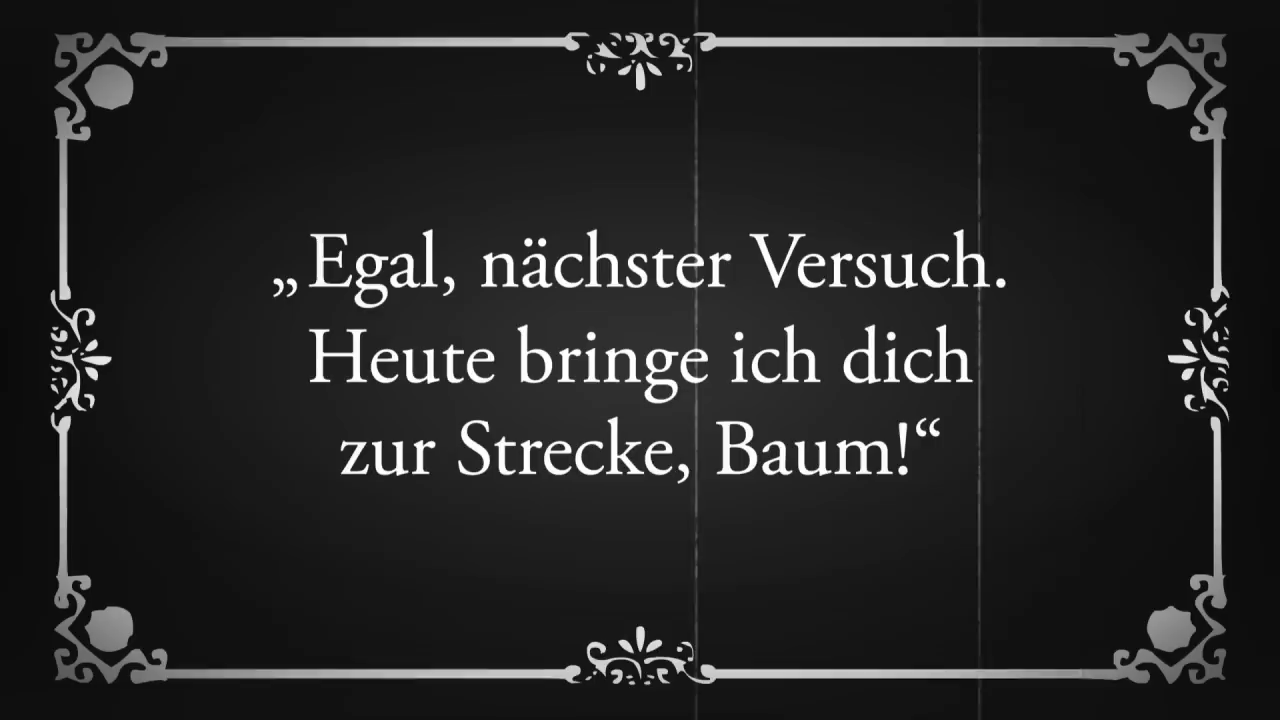 „Egal, nächster Versuch.
Heute bringe ich dich
zur Strecke, Baum!“